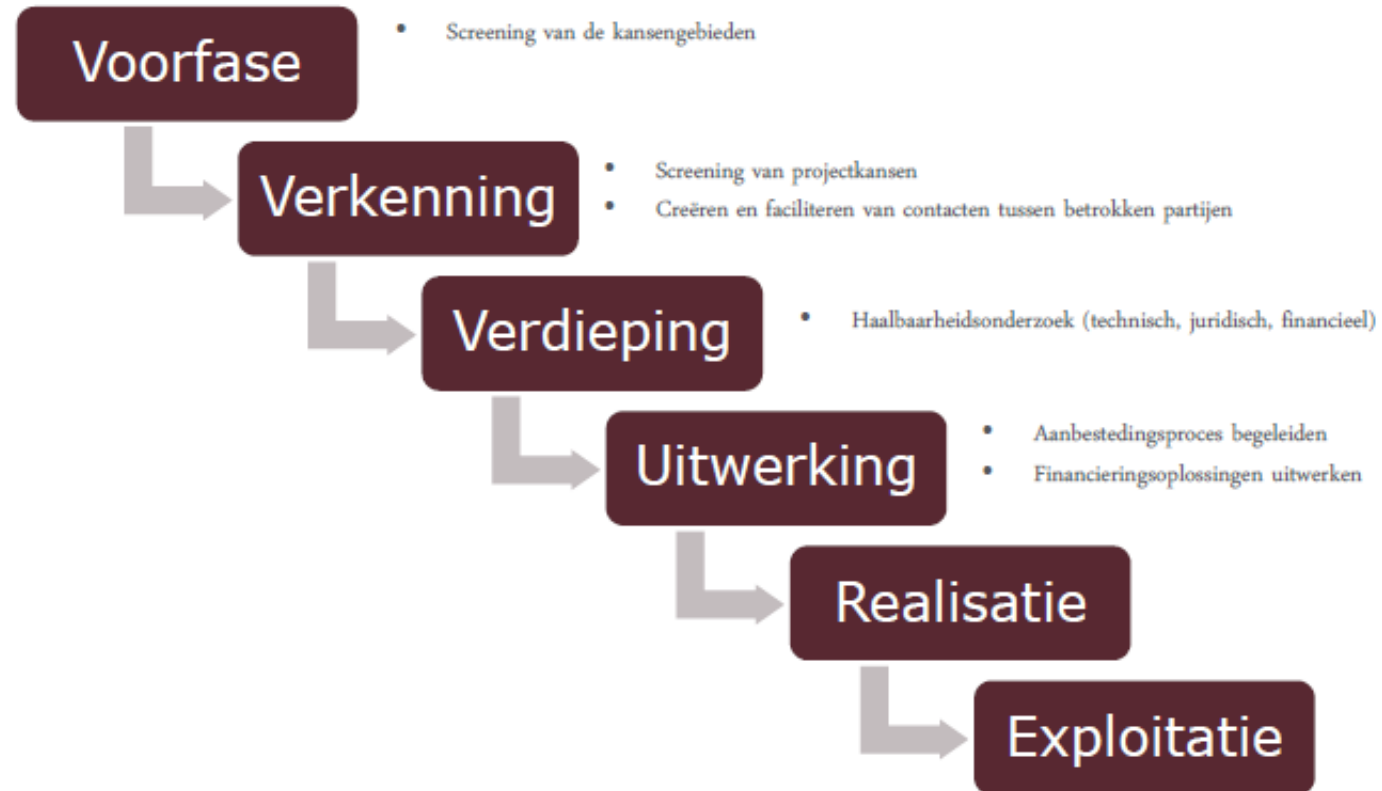 Voorfase
• Screening van de kansengebieden
Verkenning
• Screening van projectkansen
• Creëren en faciliteren van contacten tussen betrokken partijen
Verdieping
• Haalbaarheidsonderzoek (technisch, juridisch, financieel)
Uitwerking
• Aanbestedingsproces begeleiden
• Financieringsoplossingen uitwerken
Realisatie
Exploitatie